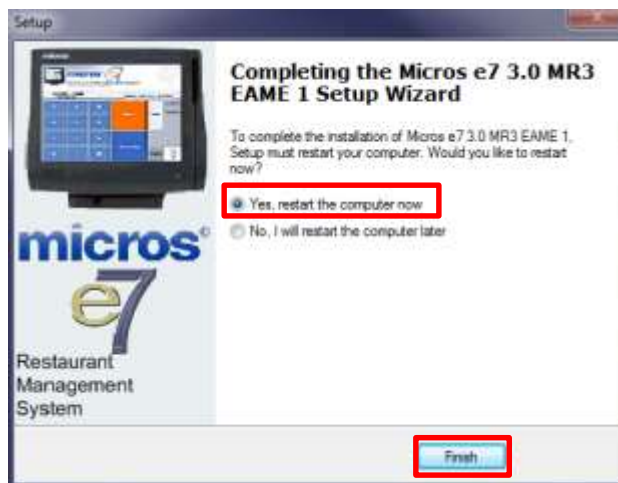 Setup
Completing the Micros e7 3.0 MR3
EAME 1 Setup Wizard
To complete the installation of Micros e7 3.0 MR3 EAME 1,
Setup must restart your computer. Would you like to restart
now?
Yes, restart the computer now
No, I will restart the computer later
micros
e7
Restaurant
Management
System
Finish